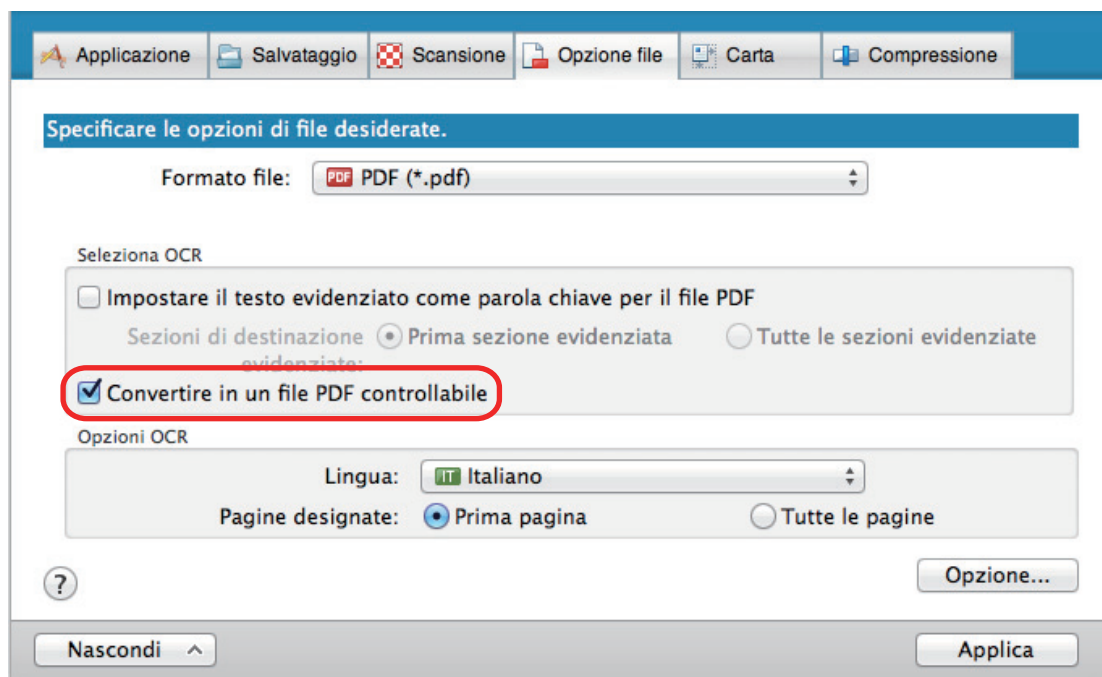 Applicazione Salvataggio Scansione Opzione file Carta Compressione
Specificare le opzioni di file desiderate.
Formato file: PDF PDF (*.pdf)
Seleziona OCR
Impostare il testo evidenziato come parola chiave per il file PDF
Sezioni di destinazione Prima sezione evidenziata Tutte le sezioni evidenziate
evidenziate:
Convertire in un file PDF controllabile
Opzioni OCR
Lingua: IT Italiano
Pagine designate: Prima pagina Tutte le pagine
? Opzione...
Nascondi Applica